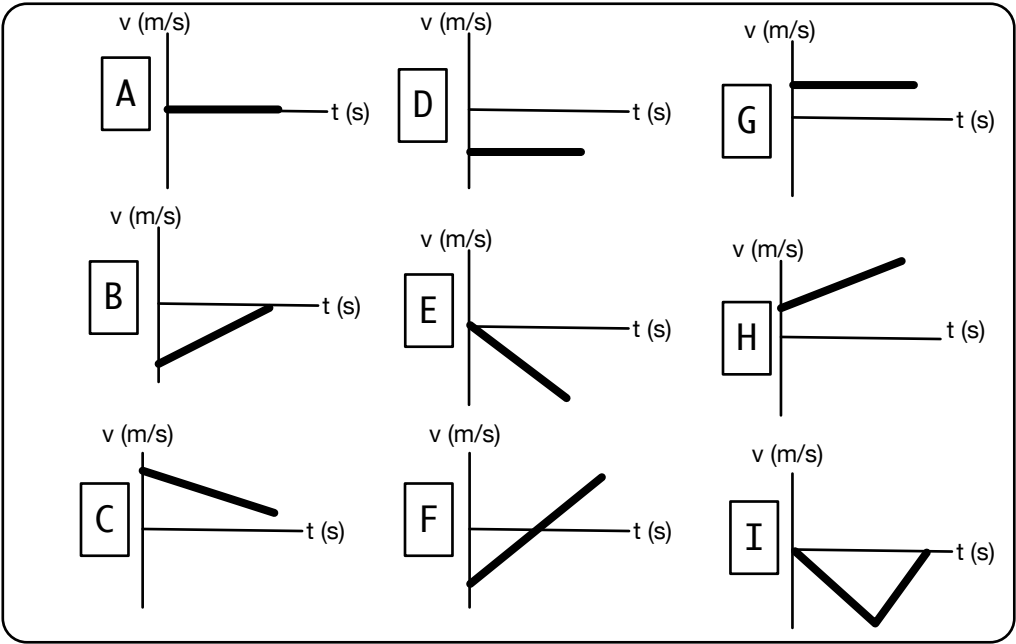 v (m/s)
A
t (s)
v (m/s)
D
t (s)
v (m/s)
G
t (s)
v (m/s)
B
t (s)
v (m/s)
E
t (s)
v (m/s)
H
t (s)
v (m/s)
C
t (s)
v (m/s)
F
t (s)
v (m/s)
I
t (s)